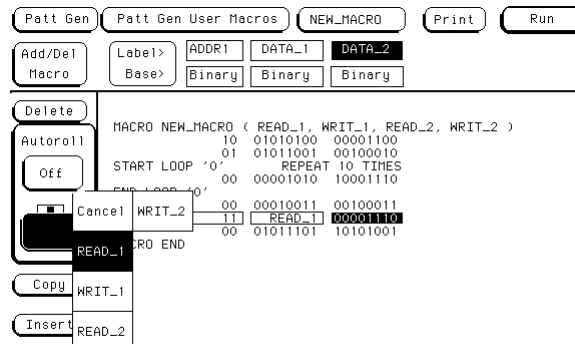 Patt Gen Patt Gen User Macros NEW_MACRO Print Run
Add/Del Macro
Label> ADDR1 DATA_1 DATA_2
Base> Binary Binary Binary
Delete
Autoroll
Off
MACRO NEW_MACRO ( READ_1, WRIT_1, READ_2, WRIT_2 )
10 01010100 00001100
01 01011001 00100010
START LOOP '0' REPEAT 10 TIMES
00 00001010 10001110
END LOOP '0'
00 00010011 00100011
11 READ_1 00001110
00 01011101 10101001
CRO END
Cancel WRIT_2
READ_1
WRIT_1
READ_2
Copy
Insert